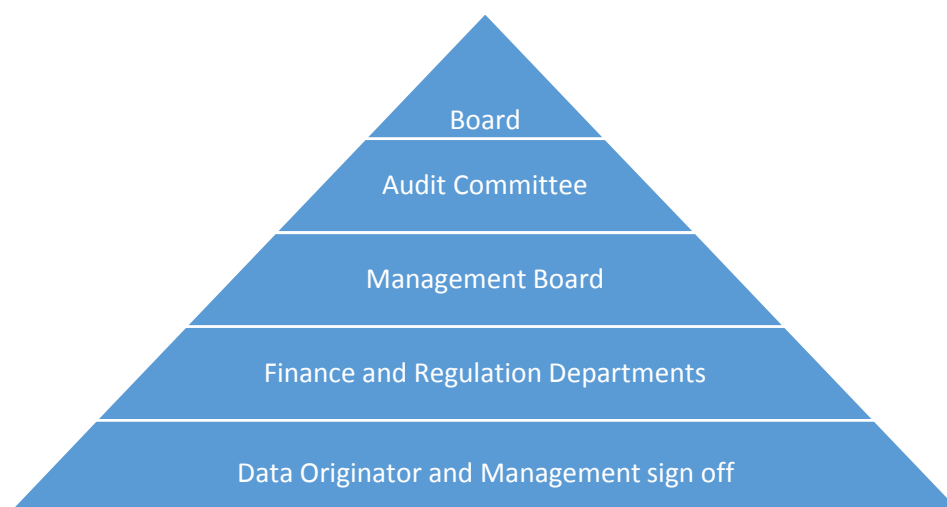 Board
Audit Committee
Management Board
Finance and Regulation Departments
Data Originator and Management sign off